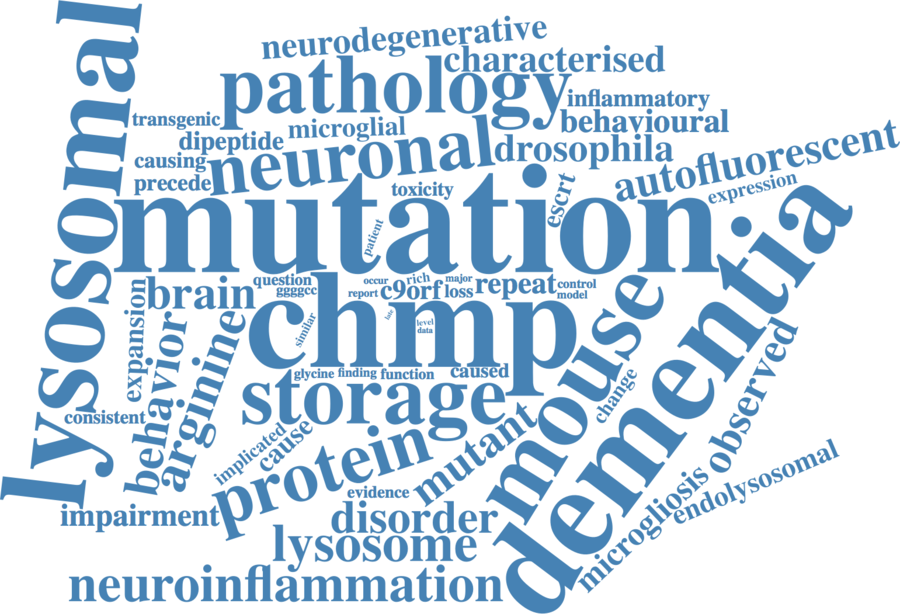 lysosomal
neurodegenerative
characterised
pathology
inflammatory
transgenic
microglial
behavioural
dipeptide
neuronal
drosophila
causing
autofluorescent
precede
toxicity
escrt
expression
mutation
patient
dementia
brain
question
ggggcc
occur
rich
major
report
c9orf
loss
repeat
control
model
expansion
behavior
arginine
chmp
similar
late
level
data
mouse
glycine
finding
function
caused
storage
change
observed
consistent
implicated
cause
protein
mutant
evidence
impairment
disorder
microgliosis
endolysosomal
lysosome
neuroinflammation